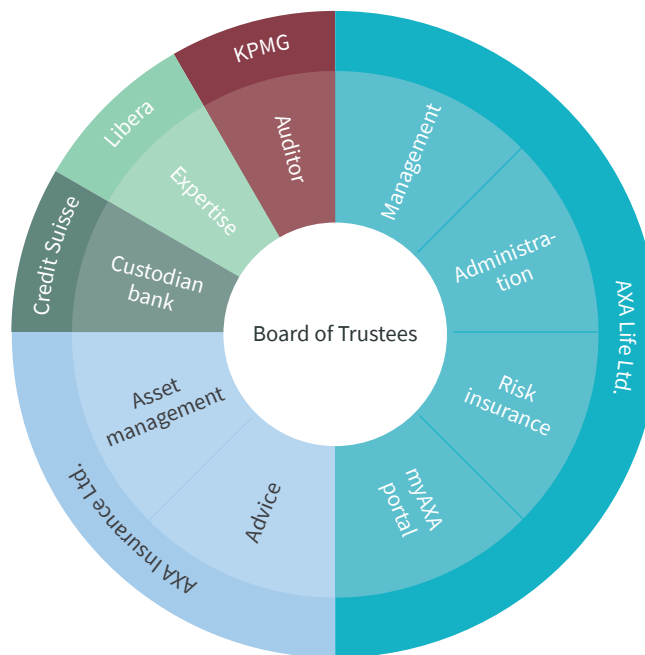 KPMG
Libera
Credit Suisse
Auditor
Expertise
Custodian
bank
Management
Administra-
tion
Risk
insurance
myAXA
portal
AXA Life Ltd.
Board of Trustees
Asset
management
Advice
AXA Insurance Ltd.